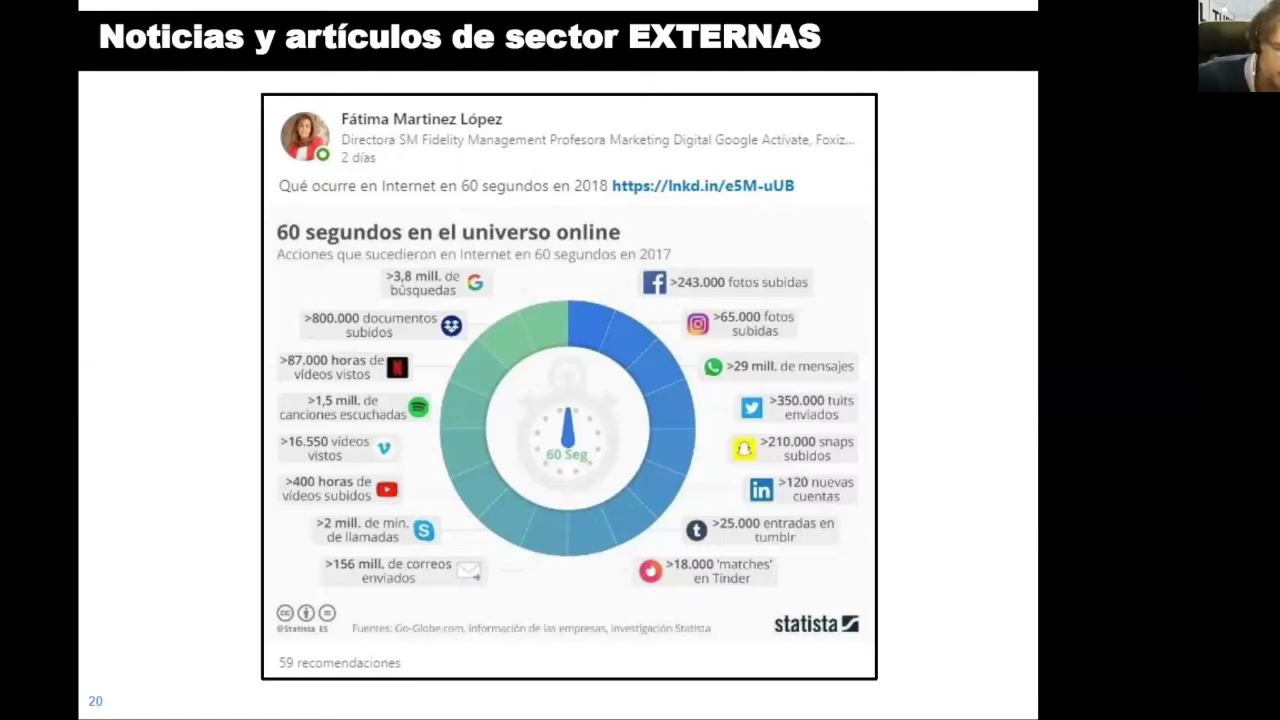 Noticias y artículos de sector EXTERNAS
Fátima Martinez López
Directora SM Fidelity Management Profesora Marketing Digital Google Actívate, Foxiz...
2 días
Qué ocurre en Internet en 60 segundos en 2018 https://lnkd.in/e5M-uUB
60 segundos en el universo online
Acciones que sucedieron en Internet en 60 segundos en 2017
>3,8 mill. de
búsquedas
>800.000 documentos
subidos
>87.000 horas de
vídeos vistos
>1,5 mill. de
canciones escuchadas
>16.550 vídeos
vistos
>400 horas de
vídeos subidos
>2 mill. de min.
de llamadas
>156 mill. de correos
enviados
>243.000 fotos subidas
>65.000 fotos
subidas
>29 mill. de mensajes
>350.000 tuits
enviados
>210.000 snaps
subidos
>120 nuevas
cuentas
>25.000 entradas en
tumblr
>18.000 'matches'
en Tinder
60 Seg
@Statista_ES
Fuentes: Go-Globe.com, información de las empresas, investigación Statista
statista
59 recomendaciones
20